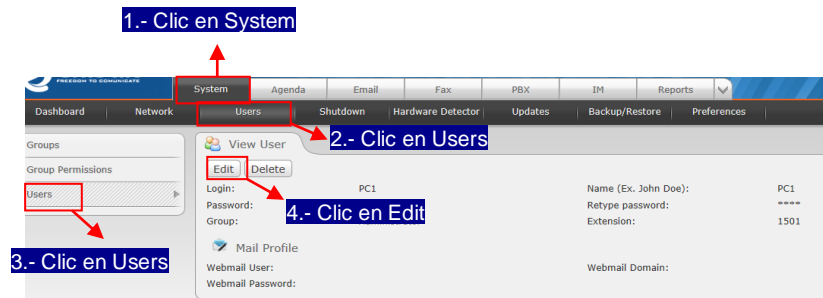 1.- Clic en System
FREEDOM TO COMUNICATE
System Agenda Email Fax PBX IM Reports
Dashboard Network Users Shutdown Hardware Detector Updates Backup/Restore Preferences
2.- Clic en Users
Groups
Group Permissions
Users
3.- Clic en Users
View User
Edit Delete
4.- Clic en Edit
Login: PC1 Name (Ex. John Doe): PC1
Password: Retype password: ****
Group: Extension: 1501
Mail Profile
Webmail User: Webmail Domain:
Webmail Password: